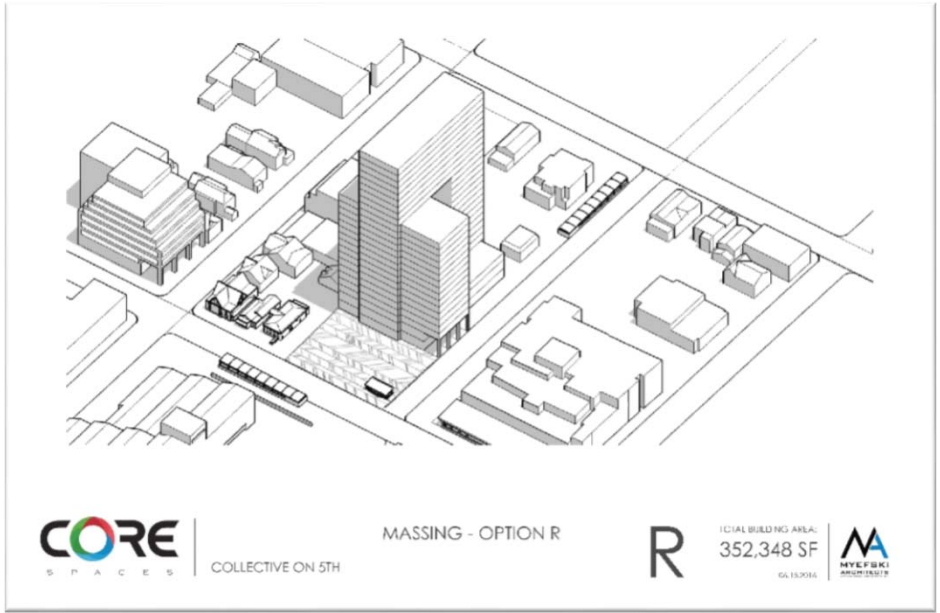 CORE
SPACES
COLLECTIVE ON 5TH
MASSING - OPTION R
R
TOTAL BUILDING AREA:
352,348 SF
MYEFSKI
ARCHITECTS